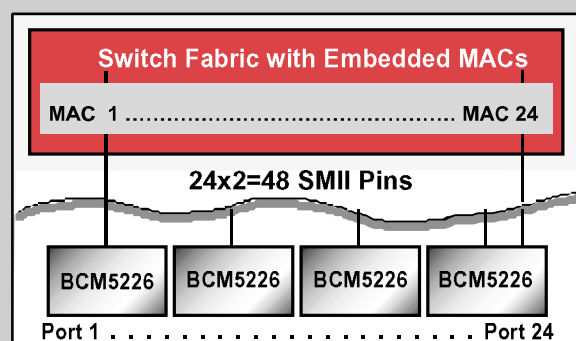 Switch Fabric with Embedded MACs
MAC 1 ................................................ MAC 24
24x2=48 SMII Pins
BCM5226 BCM5226 BCM5226 BCM5226
Port 1 . . . . . . . . . . . . . . . . . . . . . Port 24